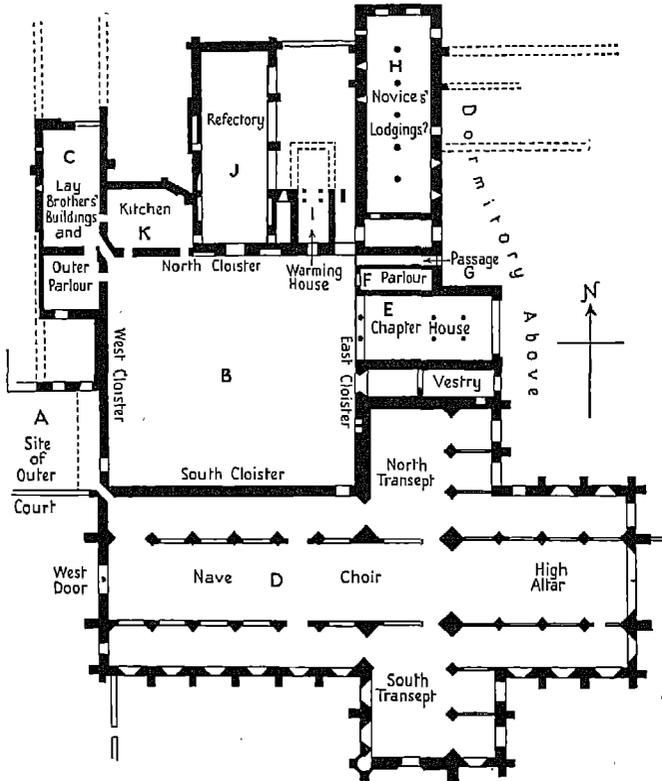 H
Novices'
Lodgings?
Dormitory Above
Refectory
J
C
Lay
Brothers'
Buildings
and
Outer
Parlour
Kitchen
K
North Cloister
I
Warming
House
Passage
G
F Parlour
E
Chapter House
N
West Cloister
B
East Cloister
Vestry
A
Site
of
Outer
Court
South Cloister
North
Transept
West
Door
Nave D Choir
High
Altar
South
Transept